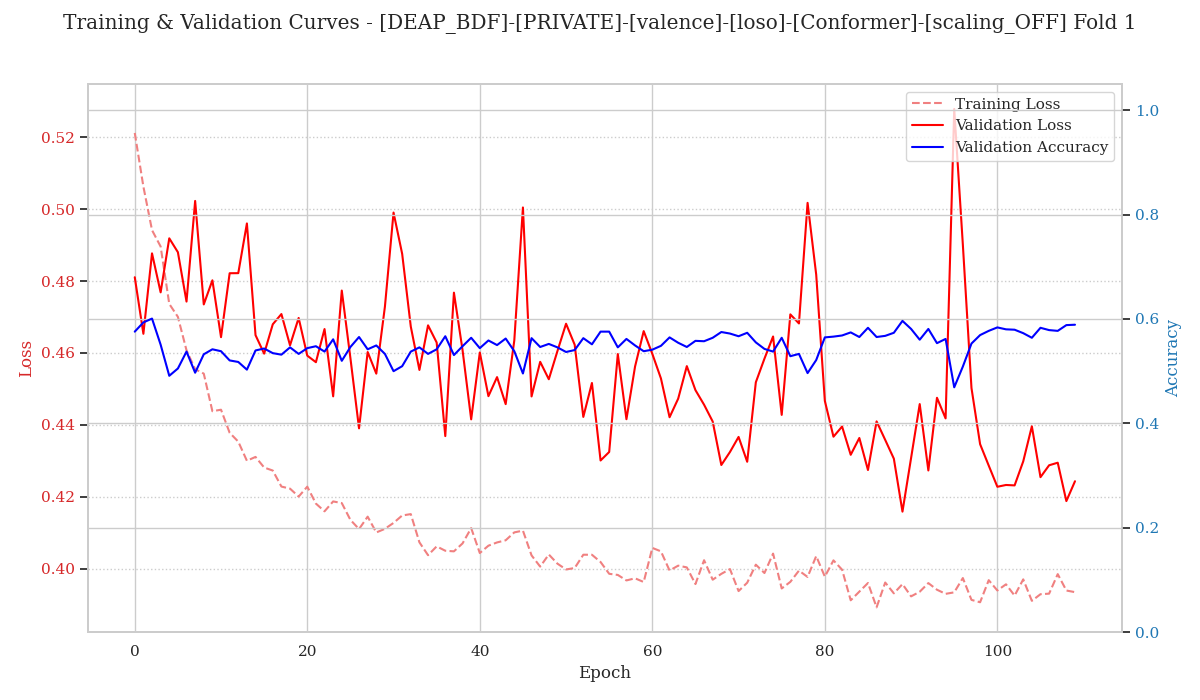 Training & Validation Curves - [DEAP_BDF]-[PRIVATE]-[valence]-[loso]-[Conformer]-[scaling_OFF] Fold 1
Training Loss
Validation Loss
Validation Accuracy
0.52
0.50
0.48
0.46
0.44
0.42
0.40
Loss
1.0
0.8
0.6
0.4
0.2
0.0
Accuracy
0 20 40 60 80 100
Epoch